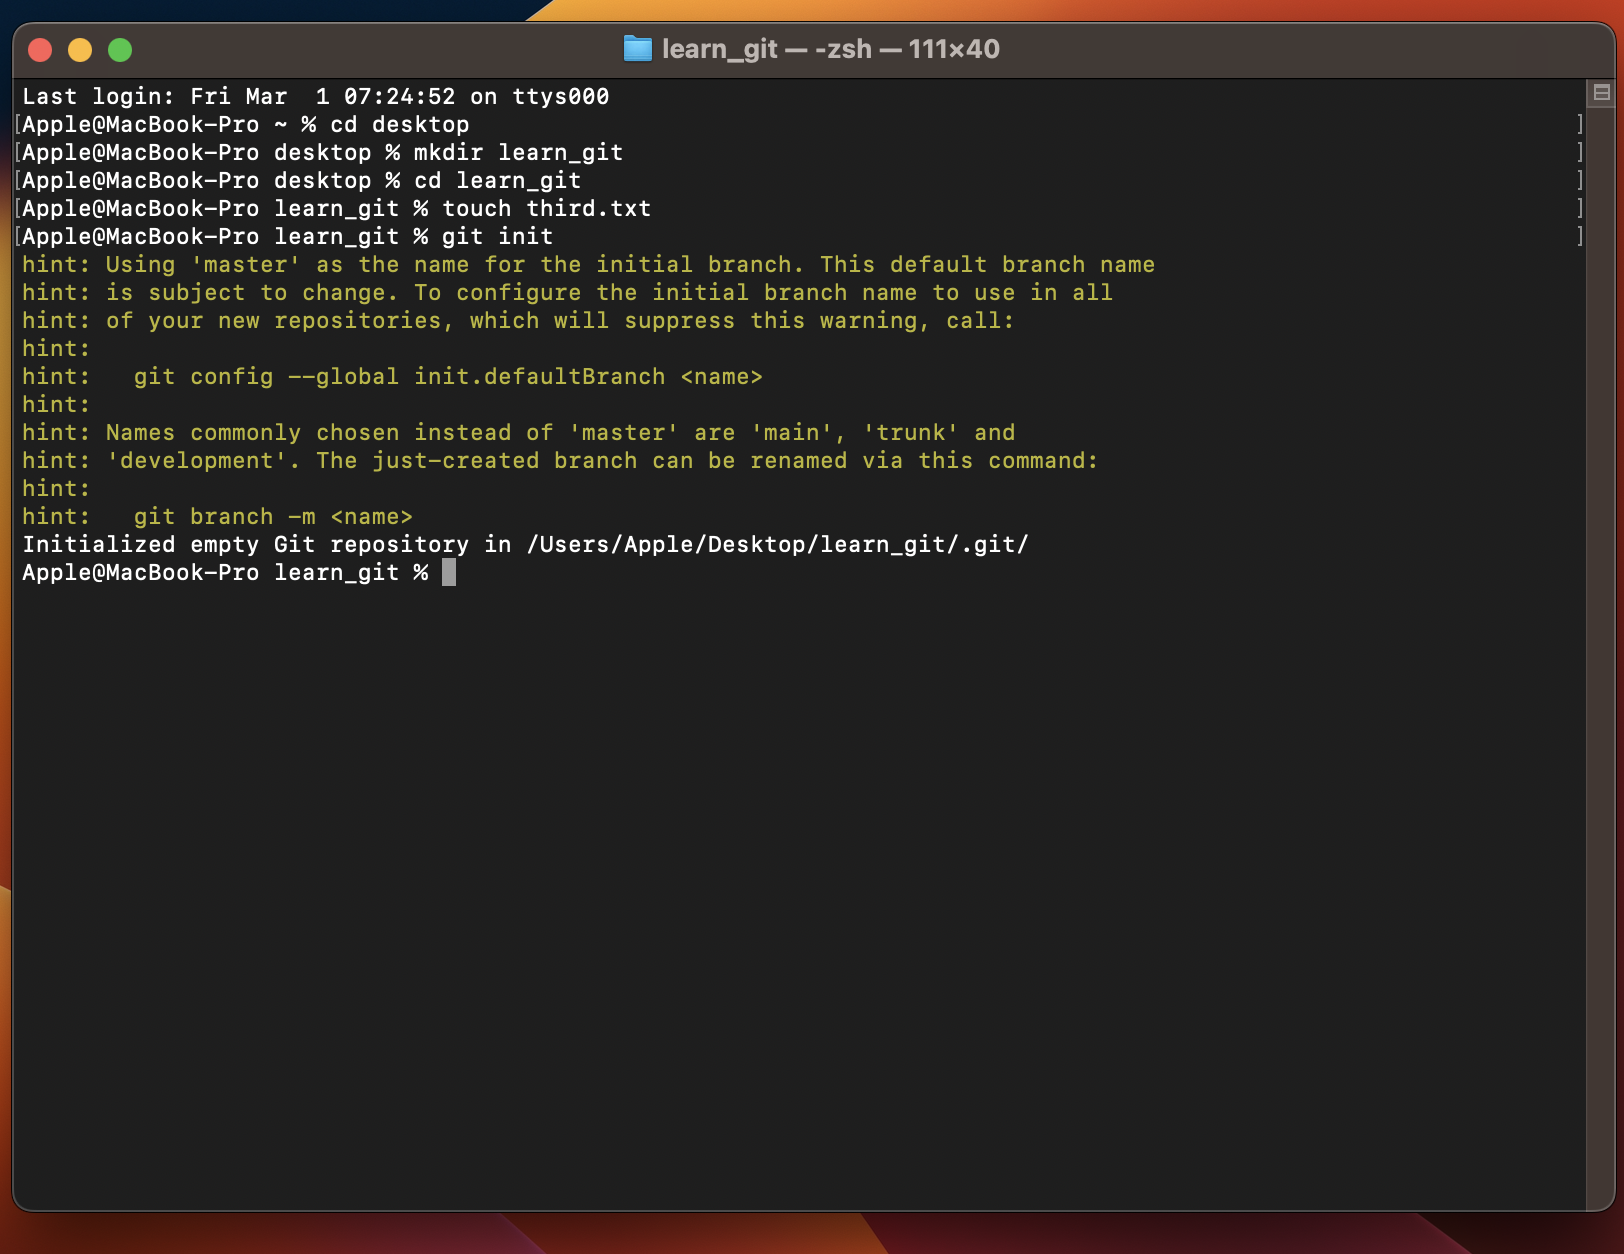 learn_git — -zsh — 111×40
Last login: Fri Mar  1 07:24:52 on ttys000
[Apple@MacBook-Pro ~ % cd desktop ]
[Apple@MacBook-Pro desktop % mkdir learn_git ]
[Apple@MacBook-Pro desktop % cd learn_git ]
[Apple@MacBook-Pro learn_git % touch third.txt ]
[Apple@MacBook-Pro learn_git % git init ]
hint: Using 'master' as the name for the initial branch. This default branch name
hint: is subject to change. To configure the initial branch name to use in all
hint: of your new repositories, which will suppress this warning, call:
hint:
hint:   git config --global init.defaultBranch <name>
hint:
hint: Names commonly chosen instead of 'master' are 'main', 'trunk' and
hint: 'development'. The just-created branch can be renamed via this command:
hint:
hint:   git branch -m <name>
Initialized empty Git repository in /Users/Apple/Desktop/learn_git/.git/
Apple@MacBook-Pro learn_git %